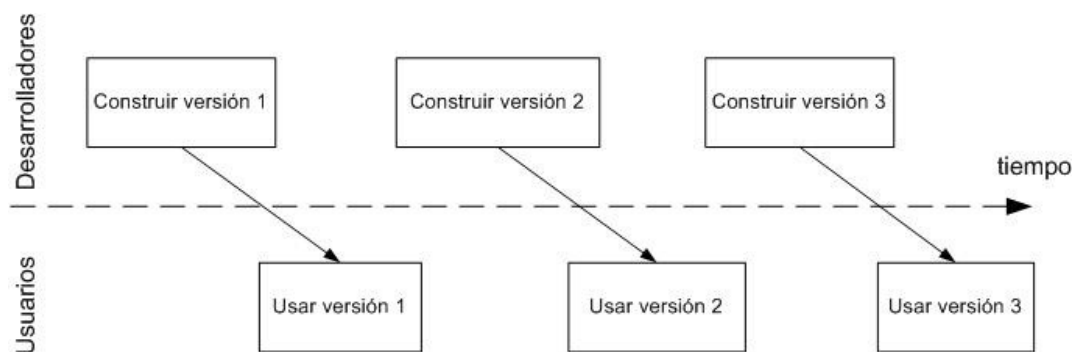 Desarrolladores
Construir versión 1
Construir versión 2
Construir versión 3
tiempo
Usuarios
Usar versión 1
Usar versión 2
Usar versión 3